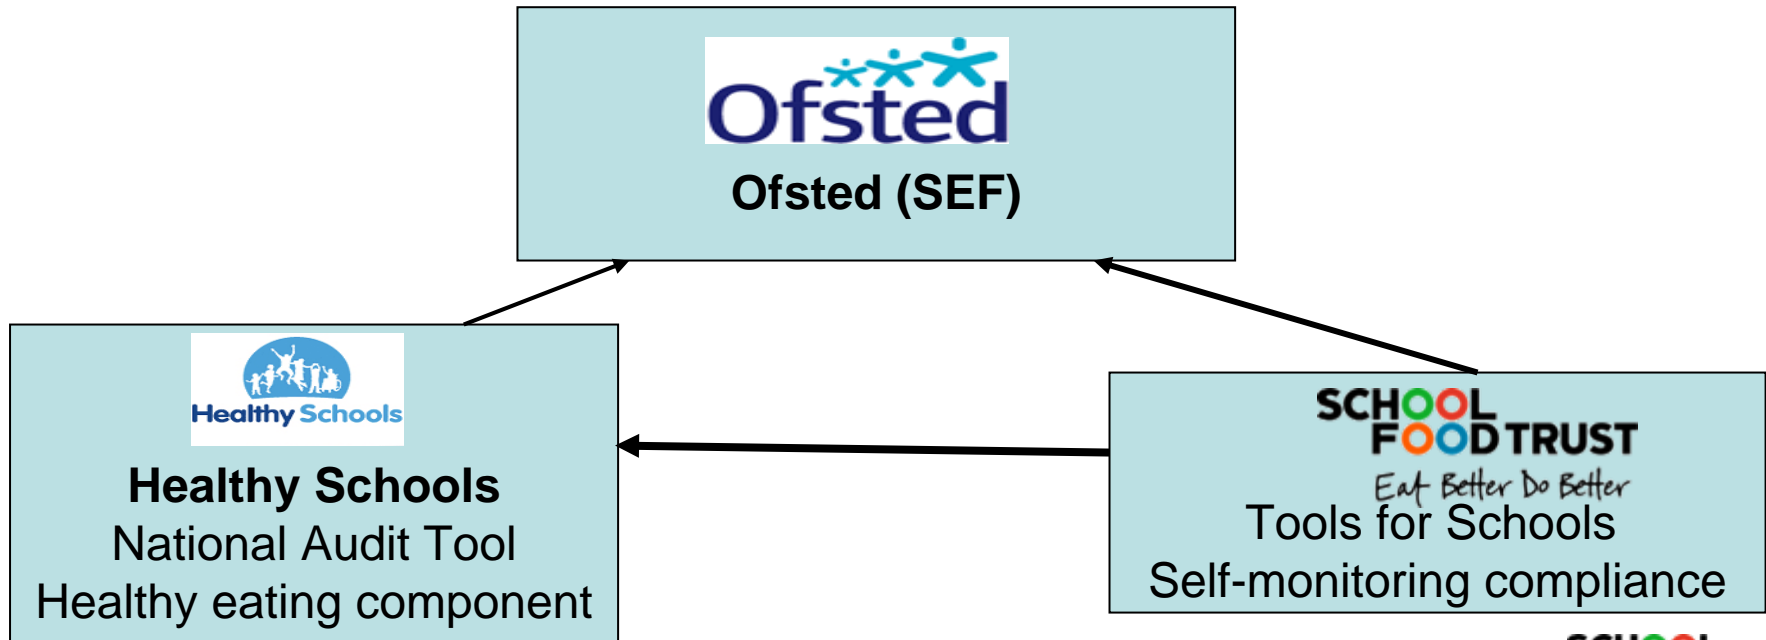 Ofsted
Ofsted (SEF)
Healthy Schools
Healthy Schools
National Audit Tool
Healthy eating component
SCHOOL
FOOD TRUST
Eat Better Do Better
Tools for Schools
Self-monitoring compliance